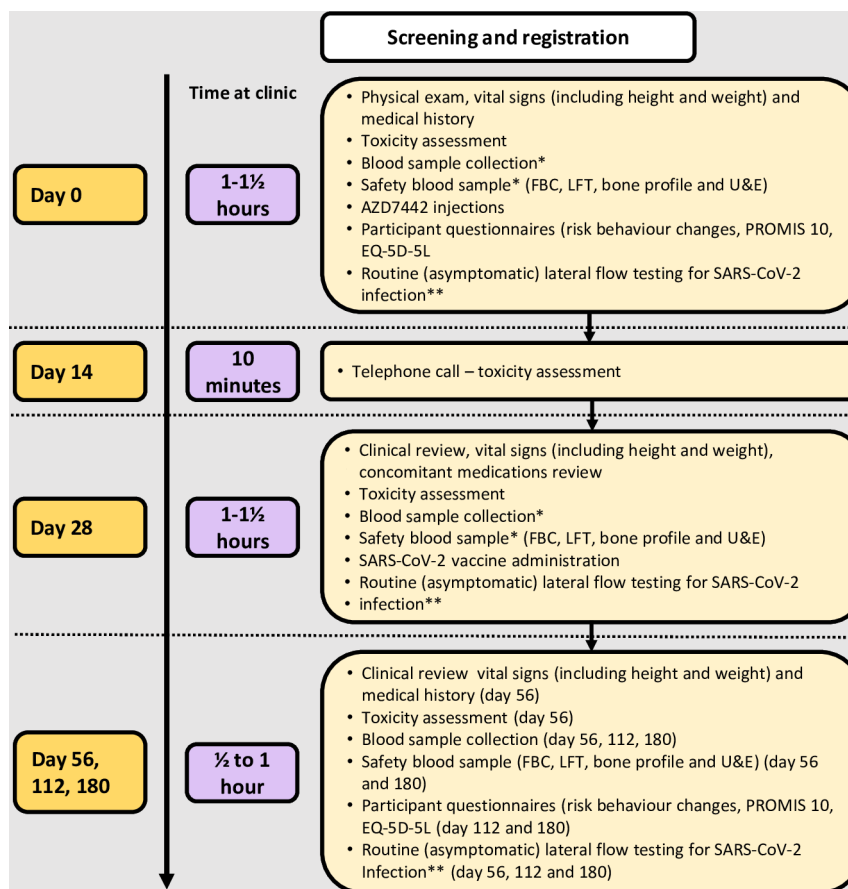 Screening and registration
Time at clinic
Day 0
1-1½
hours
• Physical exam, vital signs (including height and weight) and
medical history
• Toxicity assessment
• Blood sample collection*
• Safety blood sample* (FBC, LFT, bone profile and U&E)
• AZD7442 injections
• Participant questionnaires (risk behaviour changes, PROMIS 10,
EQ-5D-5L
• Routine (asymptomatic) lateral flow testing for SARS-CoV-2
infection**
Day 14
10
minutes
• Telephone call – toxicity assessment
Day 28
1-1½
hours
• Clinical review, vital signs (including height and weight),
concomitant medications review
• Toxicity assessment
• Blood sample collection*
• Safety blood sample* (FBC, LFT, bone profile and U&E)
• SARS-CoV-2 vaccine administration
• Routine (asymptomatic) lateral flow testing for SARS-CoV-2
• infection**
Day 56,
112, 180
½ to 1
hour
• Clinical review vital signs (including height and weight) and
medical history (day 56)
• Toxicity assessment (day 56)
• Blood sample collection (day 56, 112, 180)
• Safety blood sample (FBC, LFT, bone profile and U&E) (day 56
and 180)
• Participant questionnaires (risk behaviour changes, PROMIS 10,
EQ-5D-5L (day 112 and 180)
• Routine (asymptomatic) lateral flow testing for SARS-CoV-2
Infection** (day 56, 112 and 180)